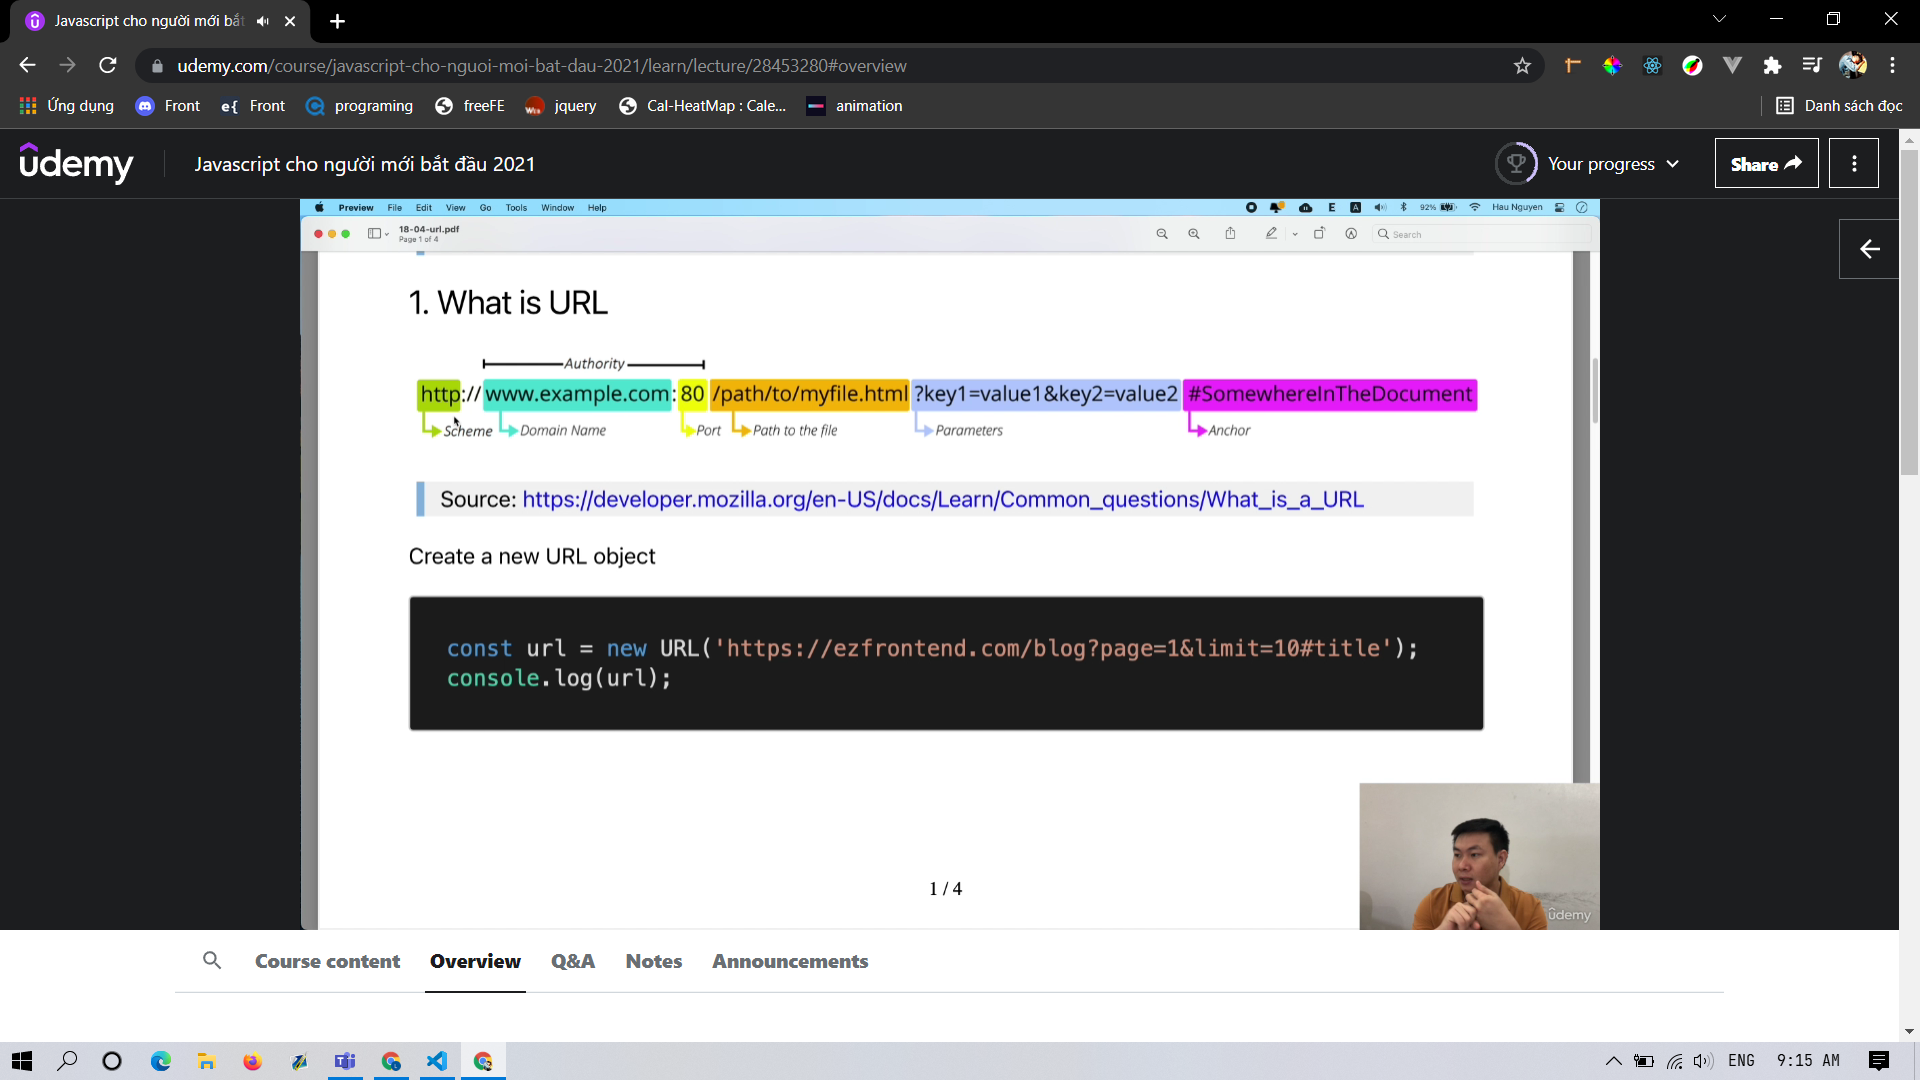 Javascript cho người mới bắt
udemy.com/course/javascript-cho-nguoi-moi-bat-dau-2021/learn/lecture/28453280#overview
Ứng dụng Front Front programing freeFE jquery Cal-HeatMap : Cale... animation Danh sách đọc
ûdemy Javascript cho người mới bắt đầu 2021 Your progress Share
Preview File Edit View Go Tools Window Help 92% Hau Nguyen
18-04-url.pdf
Page 1 of 4
Search
1. What is URL
Authority
http://www.example.com:80/path/to/myfile.html?key1=value1&key2=value2#SomewhereInTheDocument
Scheme Domain Name Port Path to the file Parameters Anchor
Source: https://developer.mozilla.org/en-US/docs/Learn/Common_questions/What_is_a_URL
Create a new URL object
const url = new URL('https://ezfrontend.com/blog?page=1&limit=10#title');
console.log(url);
1 / 4
ûdemy
Course content Overview Q&A Notes Announcements
ENG 9:15 AM